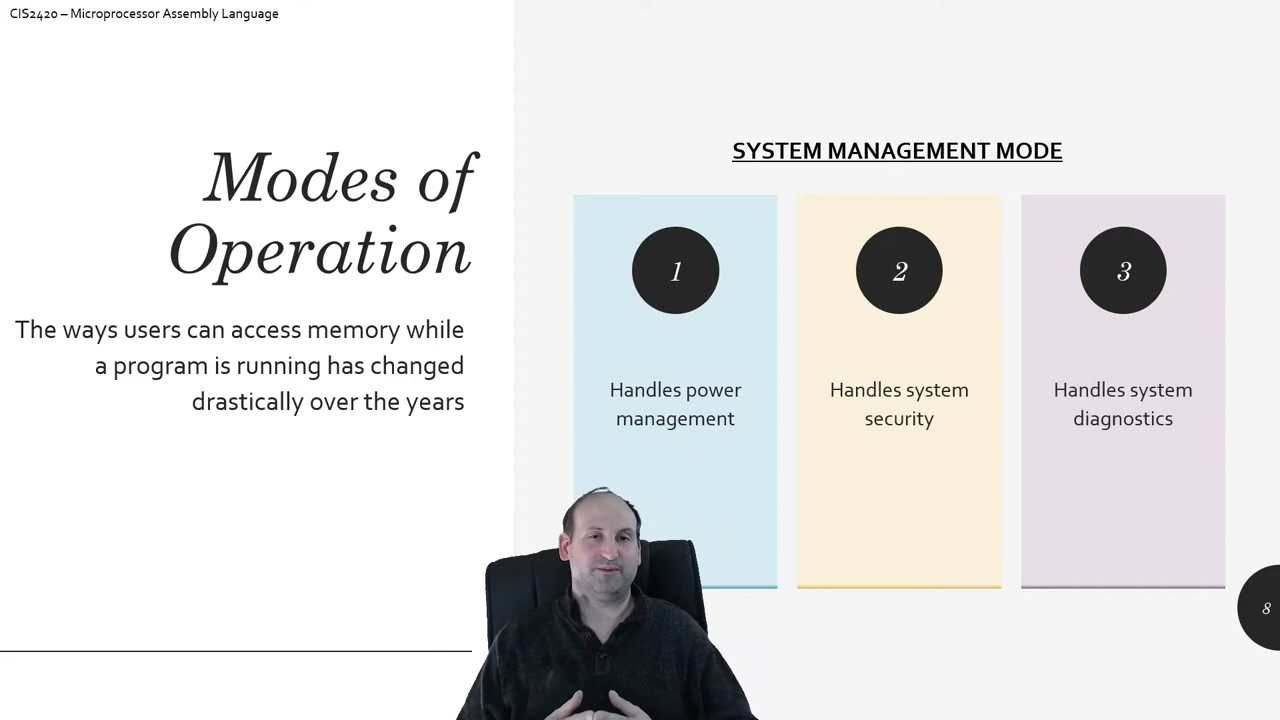 CIS2420 – Microprocessor Assembly Language
Modes of
Operation
The ways users can access memory while
a program is running has changed
drastically over the years
SYSTEM MANAGEMENT MODE
1
Handles power
management
2
Handles system
security
3
Handles system
diagnostics
8